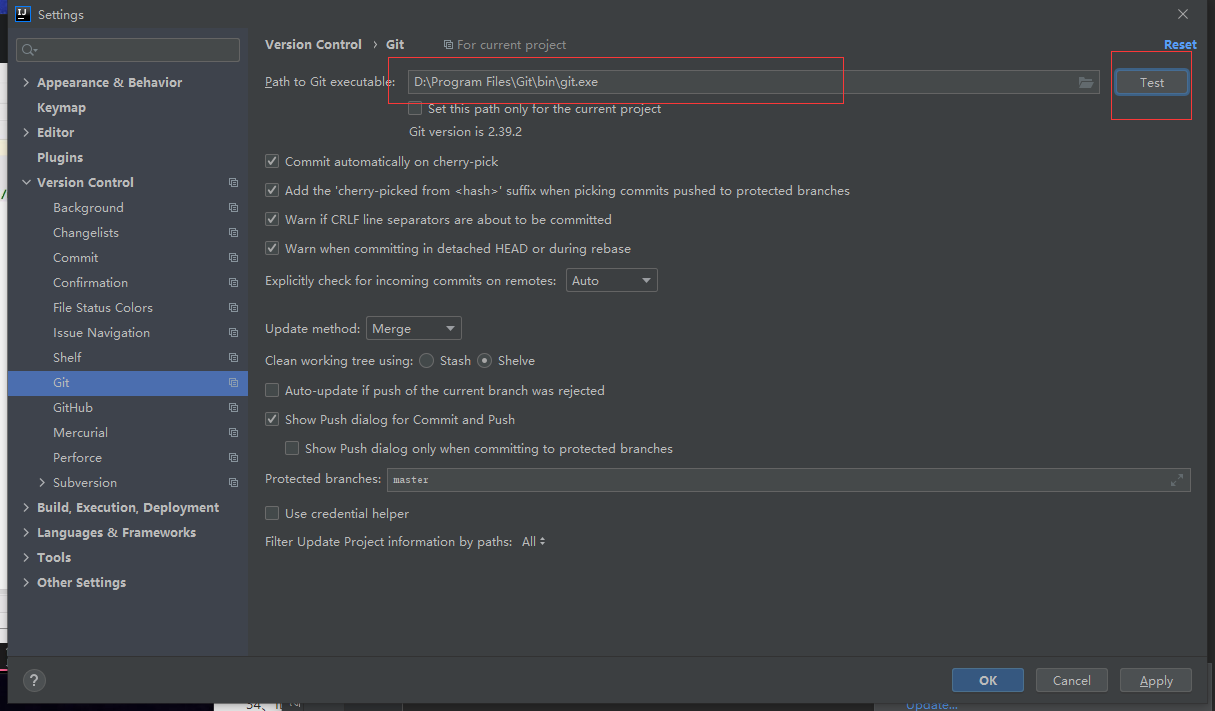 Settings
Version Control › Git
For current project
Reset
Appearance & Behavior
Keymap
Editor
Plugins
Version Control
Background
Changelists
Commit
Confirmation
File Status Colors
Issue Navigation
Shelf
Git
GitHub
Mercurial
Perforce
Subversion
Build, Execution, Deployment
Languages & Frameworks
Tools
Other Settings
Path to Git executable: D:\Program Files\Git\bin\git.exe
Test
Set this path only for the current project
Git version is 2.39.2
Commit automatically on cherry-pick
Add the 'cherry-picked from <hash>' suffix when picking commits pushed to protected branches
Warn if CRLF line separators are about to be committed
Warn when committing in detached HEAD or during rebase
Explicitly check for incoming commits on remotes: Auto
Update method: Merge
Clean working tree using: Stash Shelve
Auto-update if push of the current branch was rejected
Show Push dialog for Commit and Push
Show Push dialog only when committing to protected branches
Protected branches: master
Use credential helper
Filter Update Project information by paths: All
?
OK
Cancel
Apply
Update...